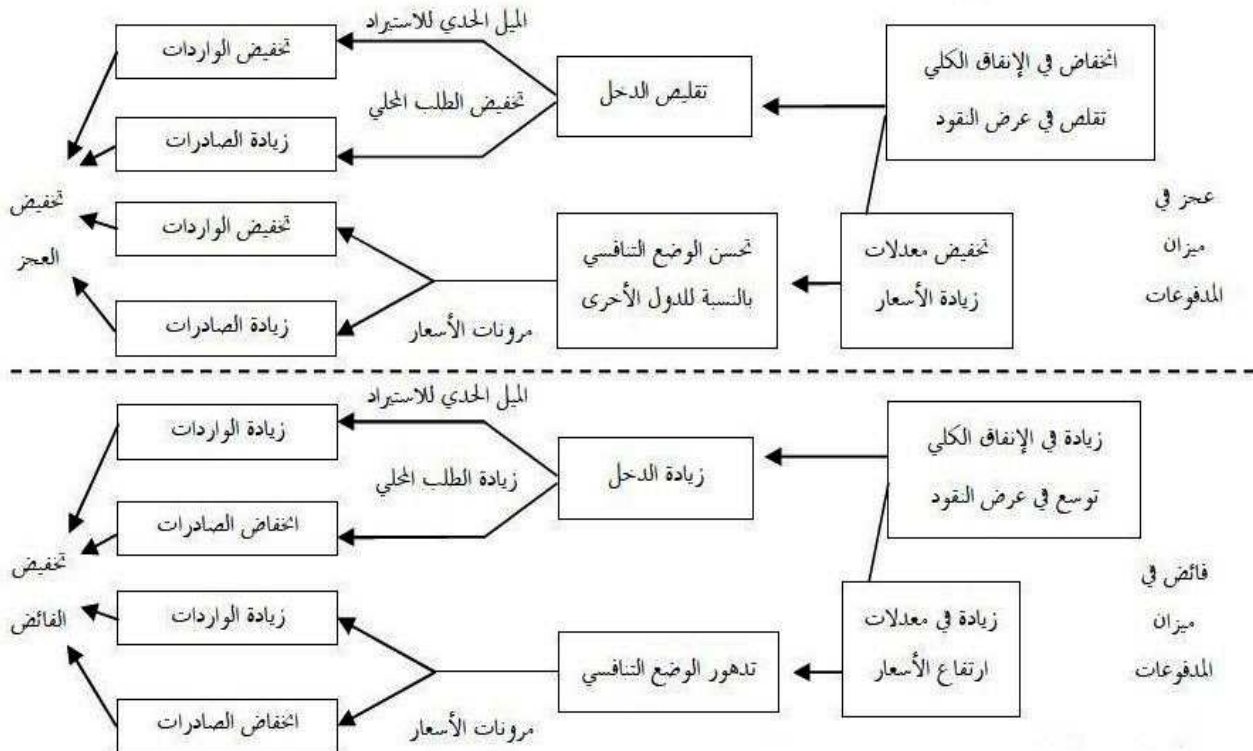 عجز في
ميزان
المدفوعات
انخفاض في الإنفاق الكلي
تقلص في عرض النقود
تقليص الدخل
الميل الحدي للاستيراد
تخفيض الطلب المحلي
تخفيض الواردات
زيادة الصادرات
تخفيض معدلات
زيادة الأسعار
تحسن الوضع التنافسي
بالنسبة للدول الأخرى
مرونات الأسعار
تخفيض الواردات
زيادة الصادرات
تخفيض
العجز
فائض في
ميزان
المدفوعات
زيادة في الإنفاق الكلي
توسع في عرض النقود
زيادة الدخل
الميل الحدي للاستيراد
زيادة الطلب المحلي
زيادة الواردات
انخفاض الصادرات
زيادة في معدلات
ارتفاع الأسعار
تدهور الوضع التنافسي
مرونات الأسعار
زيادة الواردات
انخفاض الصادرات
تخفيض
الفائض